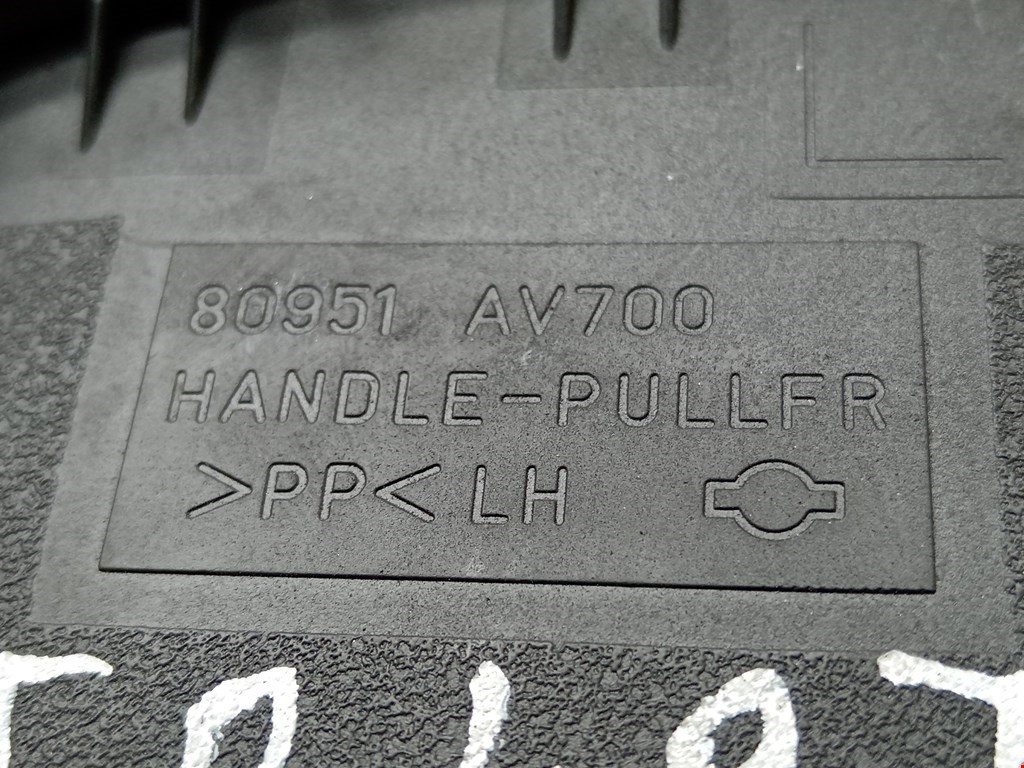 80951 AV700
HANDLE-PULLFR
>PP< LH